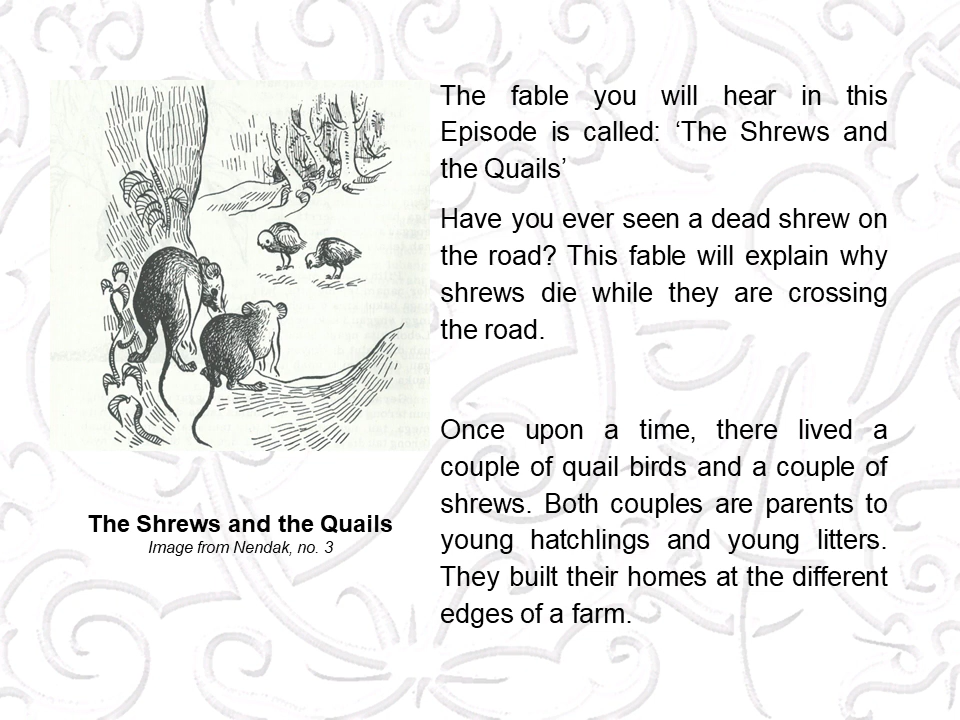 The fable you will hear in this
Episode is called: ‘The Shrews and
the Quails’
Have you ever seen a dead shrew on
the road? This fable will explain why
shrews die while they are crossing
the road.
Once upon a time, there lived a
couple of quail birds and a couple of
shrews. Both couples are parents to
young hatchlings and young litters.
They built their homes at the different
edges of a farm.
The Shrews and the Quails
Image from Nendak, no. 3